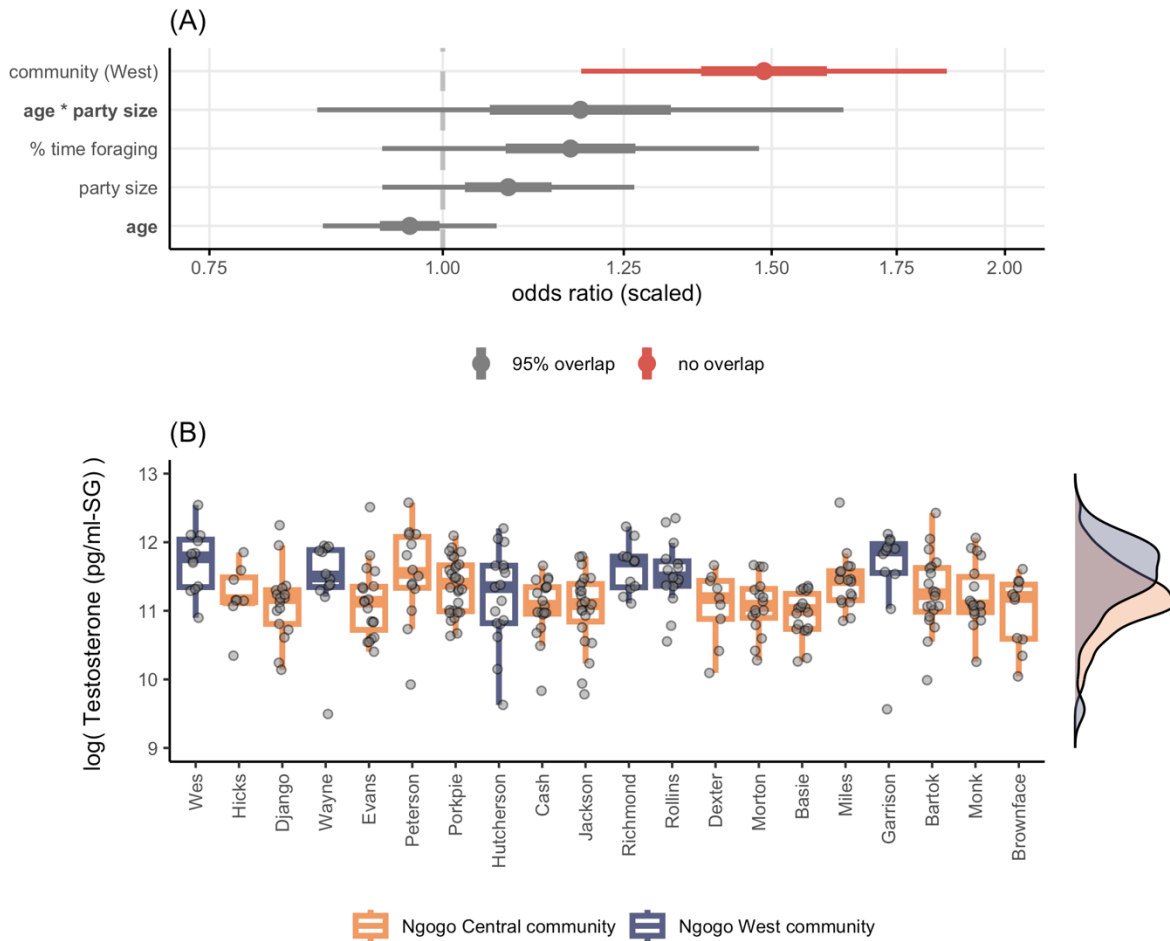 (A)
community (West)
age * party size
% time foraging
party size
age
0.75 1.00 1.25 1.50 1.75 2.00
odds ratio (scaled)
95% overlap no overlap
(B)
log( Testosterone (pg/ml-SG) )
13
12
11
10
9
Wes Hicks Django Wayne Evans Peterson Porkpie Hutcherson Cash Jackson Richmond Rollins Dexter Morton Basie Miles Garrison Bartok Monk Brownface
Ngogo Central community Ngogo West community